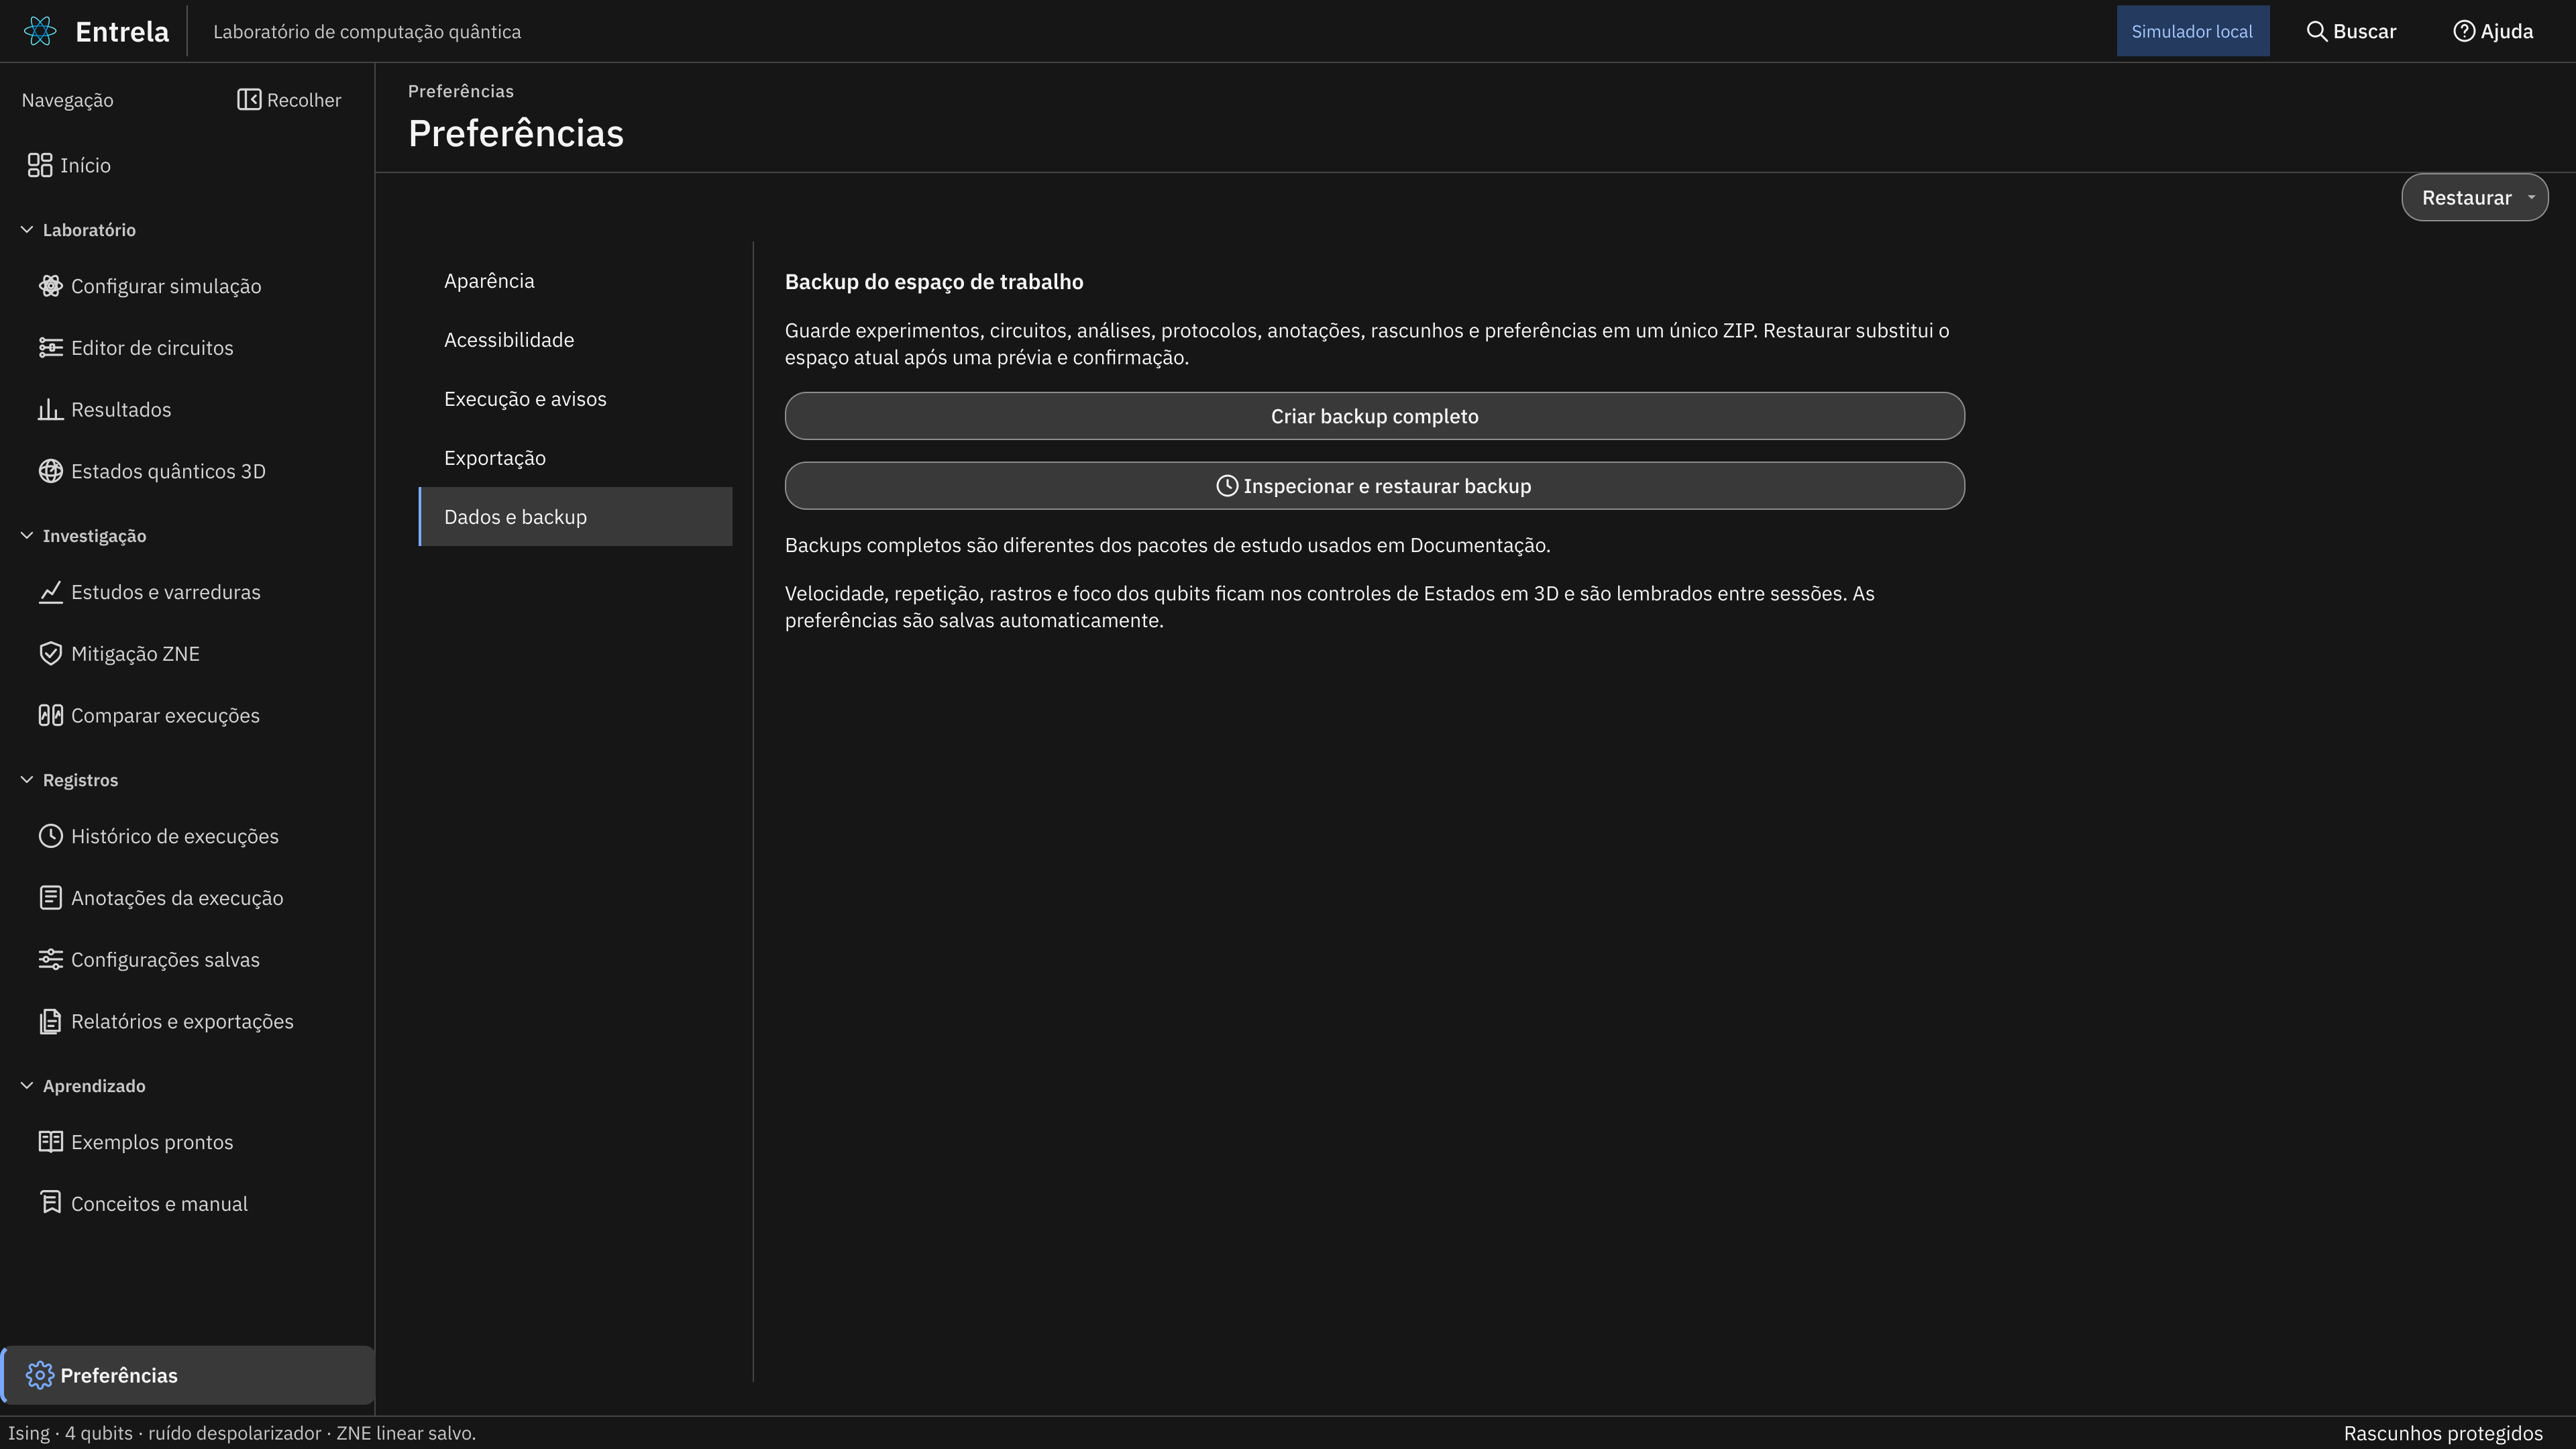 Entrela
Laboratório de computação quântica
Simulador local
Buscar
Ajuda
Navegação
Recolher
Início
Laboratório
Configurar simulação
Editor de circuitos
Resultados
Estados quânticos 3D
Investigação
Estudos e varreduras
Mitigação ZNE
Comparar execuções
Registros
Histórico de execuções
Anotações da execução
Configurações salvas
Relatórios e exportações
Aprendizado
Exemplos prontos
Conceitos e manual
Preferências
Preferências
Preferências
Restaurar
Aparência
Acessibilidade
Execução e avisos
Exportação
Dados e backup
Backup do espaço de trabalho
Guarde experimentos, circuitos, análises, protocolos, anotações, rascunhos e preferências em um único ZIP. Restaurar substitui o
espaço atual após uma prévia e confirmação.
Criar backup completo
Inspecionar e restaurar backup
Backups completos são diferentes dos pacotes de estudo usados em Documentação.
Velocidade, repetição, rastros e foco dos qubits ficam nos controles de Estados em 3D e são lembrados entre sessões. As
preferências são salvas automaticamente.
Ising · 4 qubits · ruído despolarizador · ZNE linear salvo.
Rascunhos protegidos